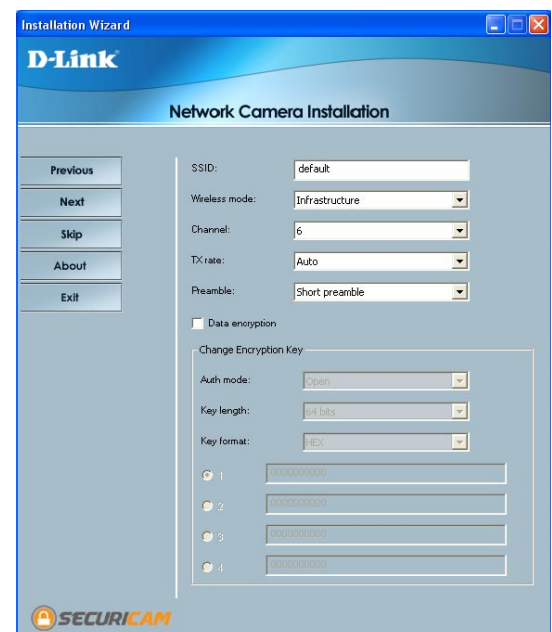 Installation Wizard
D-Link
Network Camera Installation
Previous
Next
Skip
About
Exit
SSID: default
Wireless mode: Infrastructure
Channel: 6
TX rate: Auto
Preamble: Short preamble
Data encryption
Change Encryption Key
Auth mode: Open
Key length: 64 bits
Key format: HEX
1 0000000000
2 0000000000
3 0000000000
4 0000000000
SECURICAM